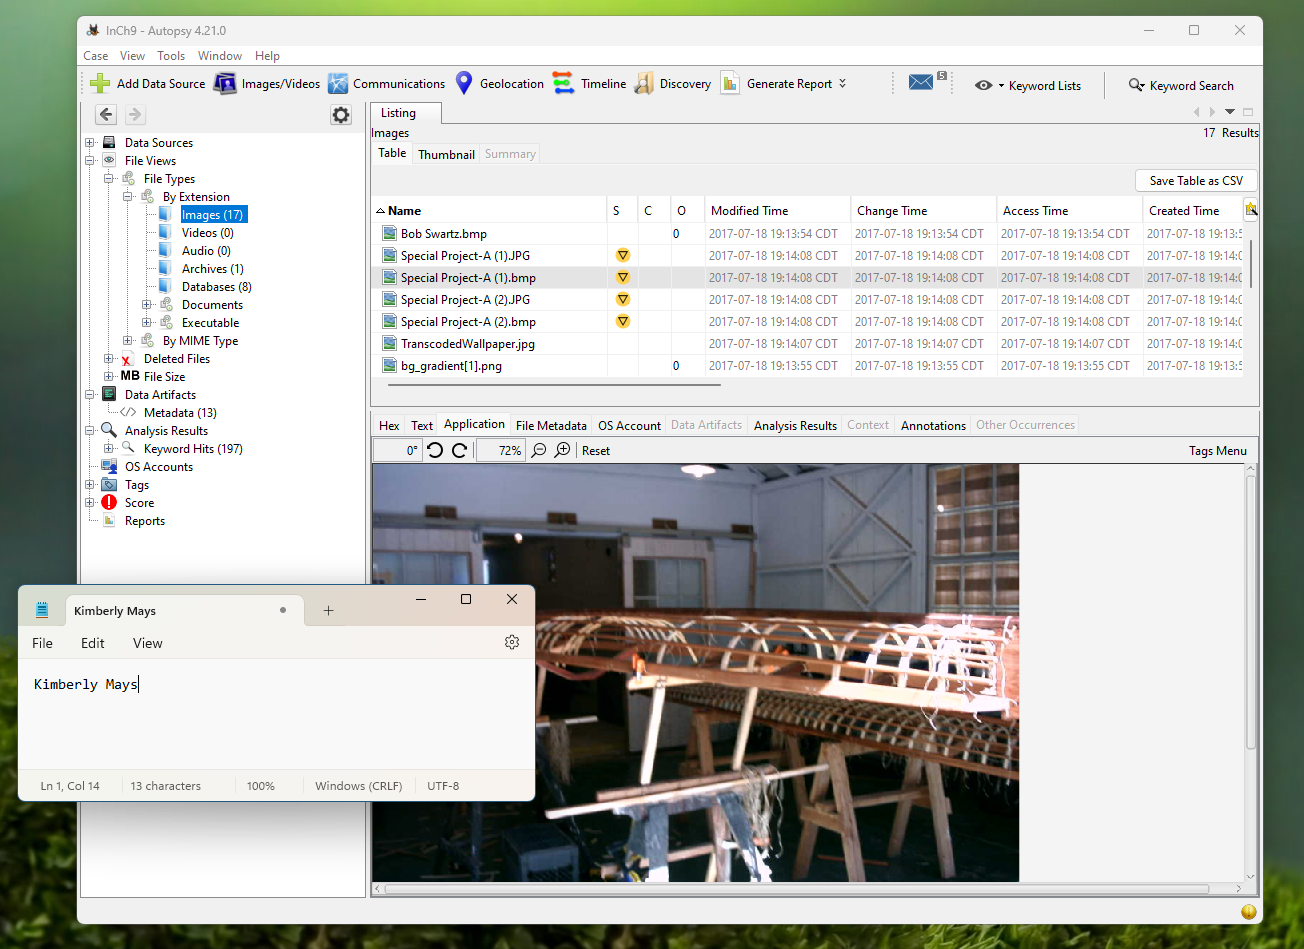 InCh9 - Autopsy 4.21.0
Case View Tools Window Help
Add Data Source Images/Videos Communications Geolocation Timeline Discovery Generate Report 5 Keyword Lists Keyword Search
Data Sources
File Views
File Types
By Extension
Images (17)
Videos (0)
Audio (0)
Archives (1)
Databases (8)
Documents
Executable
By MIME Type
Deleted Files
MB File Size
Data Artifacts
Metadata (13)
Analysis Results
Keyword Hits (197)
OS Accounts
Tags
Score
Reports
Listing
Images 17 Results
Table Thumbnail Summary
Save Table as CSV
Name S C O Modified Time Change Time Access Time Created Time
Bob Swartz.bmp 0 2017-07-18 19:13:54 CDT 2017-07-18 19:13:54 CDT 2017-07-18 19:13:54 CDT 2017-07-18 19:13:5
Special Project-A (1).JPG 2017-07-18 19:14:08 CDT 2017-07-18 19:14:08 CDT 2017-07-18 19:14:08 CDT 2017-07-18 19:14:0
Special Project-A (1).bmp 2017-07-18 19:14:08 CDT 2017-07-18 19:14:08 CDT 2017-07-18 19:14:08 CDT 2017-07-18 19:14:0
Special Project-A (2).JPG 2017-07-18 19:14:08 CDT 2017-07-18 19:14:08 CDT 2017-07-18 19:14:08 CDT 2017-07-18 19:14:0
Special Project-A (2).bmp 2017-07-18 19:14:08 CDT 2017-07-18 19:14:08 CDT 2017-07-18 19:14:08 CDT 2017-07-18 19:14:0
TranscodedWallpaper.jpg 2017-07-18 19:14:07 CDT 2017-07-18 19:14:07 CDT 2017-07-18 19:14:07 CDT 2017-07-18 19:14:0
bg_gradient[1].png 0 2017-07-18 19:13:55 CDT 2017-07-18 19:13:55 CDT 2017-07-18 19:13:55 CDT 2017-07-18 19:13:5
Hex Text Application File Metadata OS Account Data Artifacts Analysis Results Context Annotations Other Occurrences
0° 72% Reset Tags Menu
Kimberly Mays
File Edit View
Kimberly Mays
Ln 1, Col 14 13 characters 100% Windows (CRLF) UTF-8